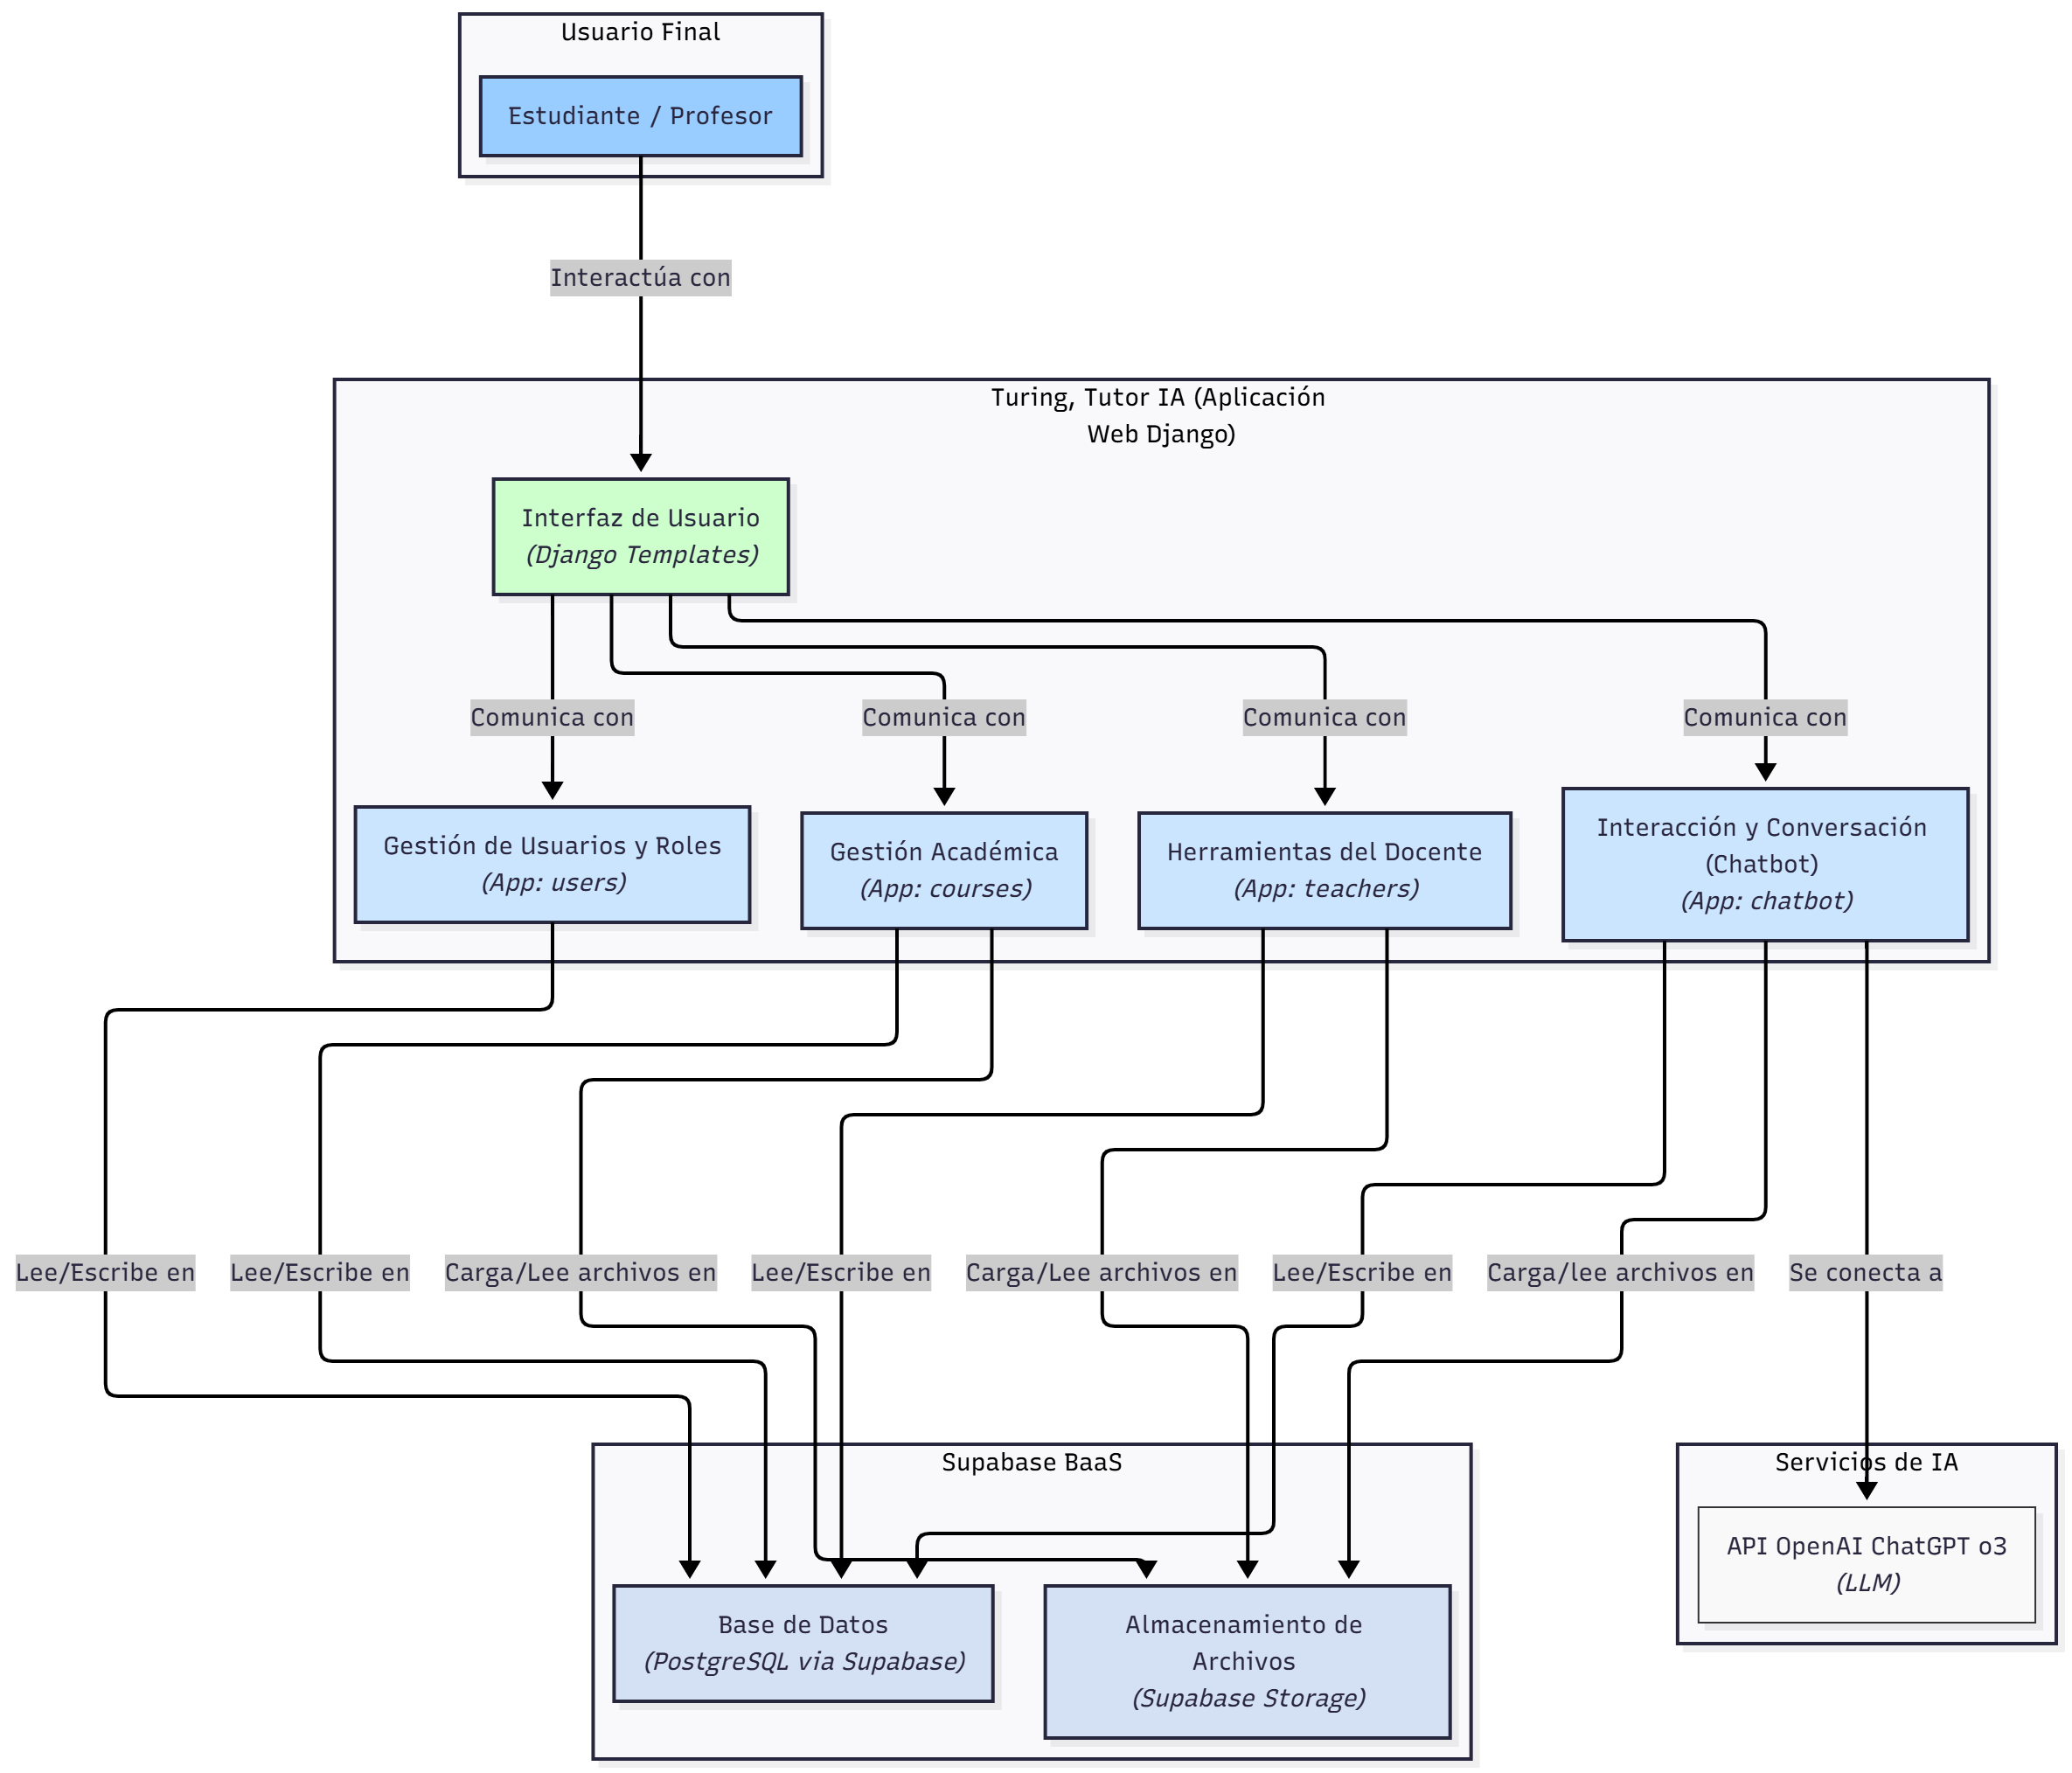 Usuario Final
Estudiante / Profesor
Interactúa con
Turing, Tutor IA (Aplicación
Web Django)
Interfaz de Usuario
(Django Templates)
Comunica con
Comunica con
Comunica con
Comunica con
Gestión de Usuarios y Roles
(App: users)
Gestión Académica
(App: courses)
Herramientas del Docente
(App: teachers)
Interacción y Conversación
(Chatbot)
(App: chatbot)
Lee/Escribe en
Lee/Escribe en
Carga/Lee archivos en
Lee/Escribe en
Carga/Lee archivos en
Lee/Escribe en
Carga/lee archivos en
Se conecta a
Supabase BaaS
Base de Datos
(PostgreSQL via Supabase)
Almacenamiento de
Archivos
(Supabase Storage)
Servicios de IA
API OpenAI ChatGPT o3
(LLM)